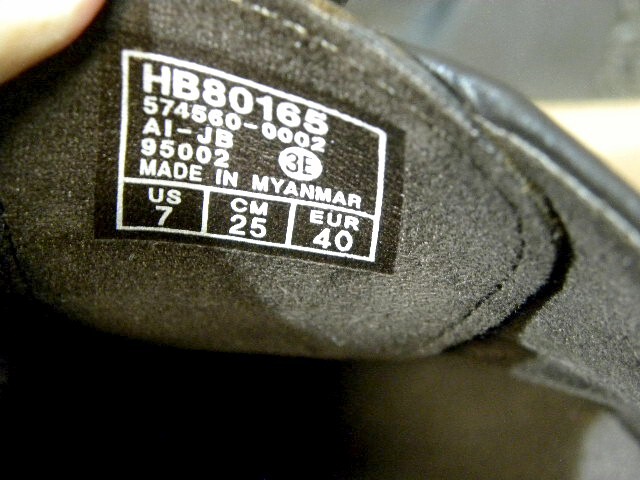 HB80165
574560-0002
AI-JB
95002 3E
MADE IN MYANMAR
US CM EUR
7 25 40